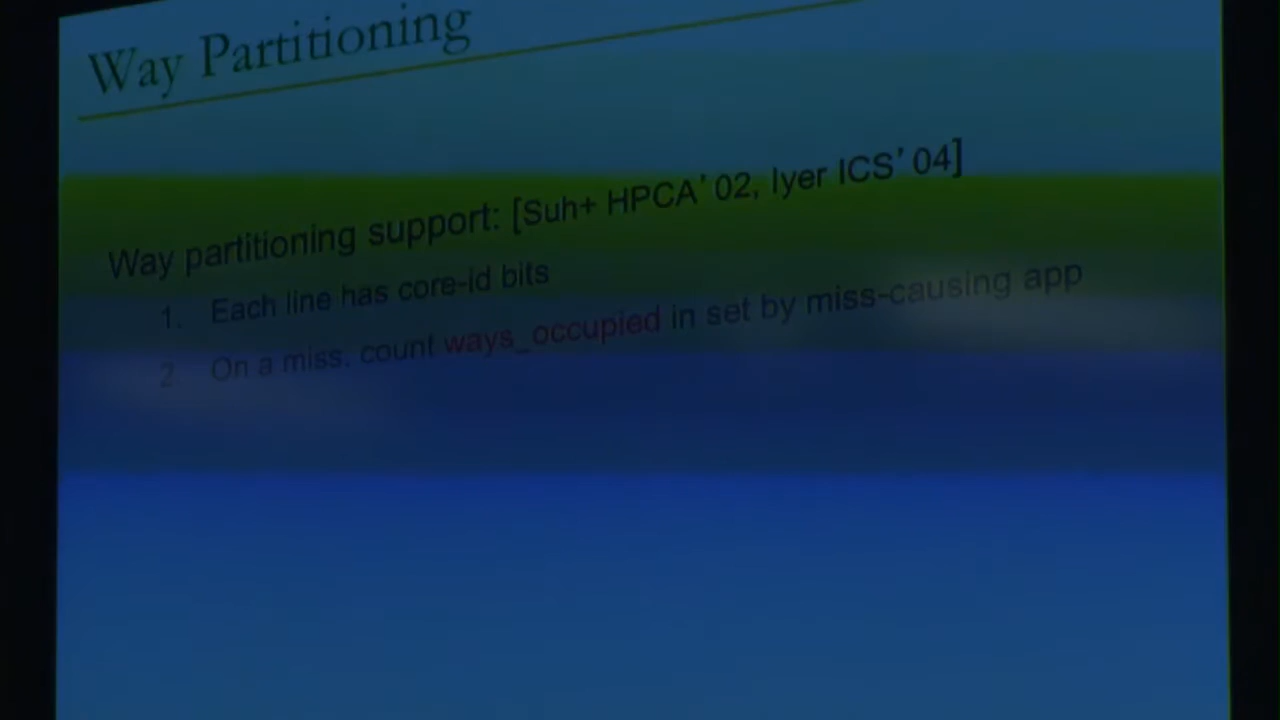 Way Partitioning
Way partitioning support: [Suh+ HPCA’ 02, Iyer ICS’ 04]
1. Each line has core-id bits
2. On a miss, count ways_occupied in set by miss-causing app